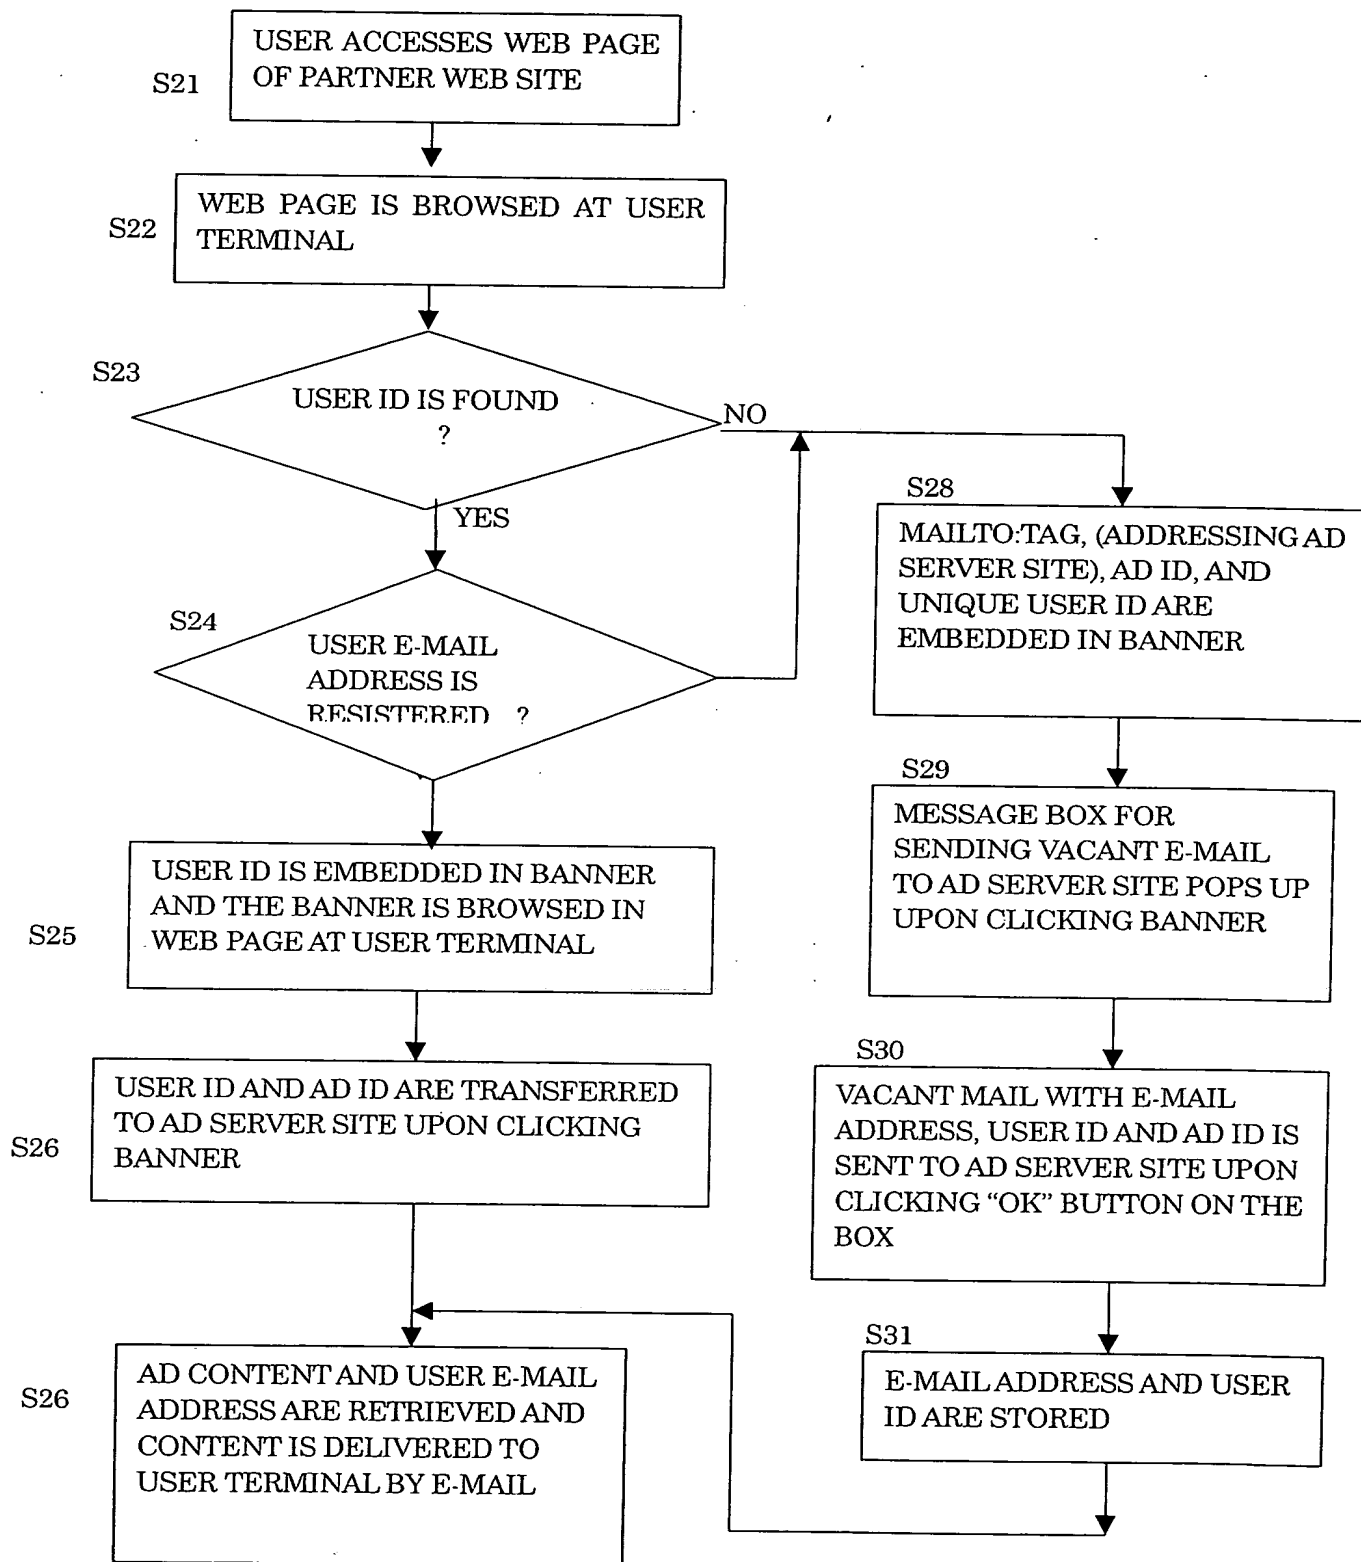 S21
USER ACCESSES WEB PAGE
OF PARTNER WEB SITE
S22
WEB PAGE IS BROWSED AT USER
TERMINAL
S23
USER ID IS FOUND
?
NO
YES
S24
USER E-MAIL
ADDRESS IS
RESISTERED ?
S25
USER ID IS EMBEDDED IN BANNER
AND THE BANNER IS BROWSED IN
WEB PAGE AT USER TERMINAL
S26
USER ID AND AD ID ARE TRANSFERRED
TO AD SERVER SITE UPON CLICKING
BANNER
S26
AD CONTENT AND USER E-MAIL
ADDRESS ARE RETRIEVED AND
CONTENT IS DELIVERED TO
USER TERMINAL BY E-MAIL
S28
MAILTO:TAG, (ADDRESSING AD
SERVER SITE), AD ID, AND
UNIQUE USER ID ARE
EMBEDDED IN BANNER
S29
MESSAGE BOX FOR
SENDING VACANT E-MAIL
TO AD SERVER SITE POPS UP
UPON CLICKING BANNER
S30
VACANT MAIL WITH E-MAIL
ADDRESS, USER ID AND AD ID IS
SENT TO AD SERVER SITE UPON
CLICKING “OK” BUTTON ON THE
BOX
S31
E-MAIL ADDRESS AND USER
ID ARE STORED